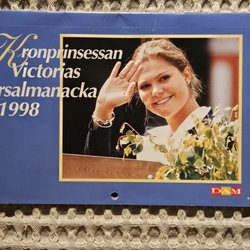 Kronprinsessan
Victorias
rsalmanacka
1998
DAM